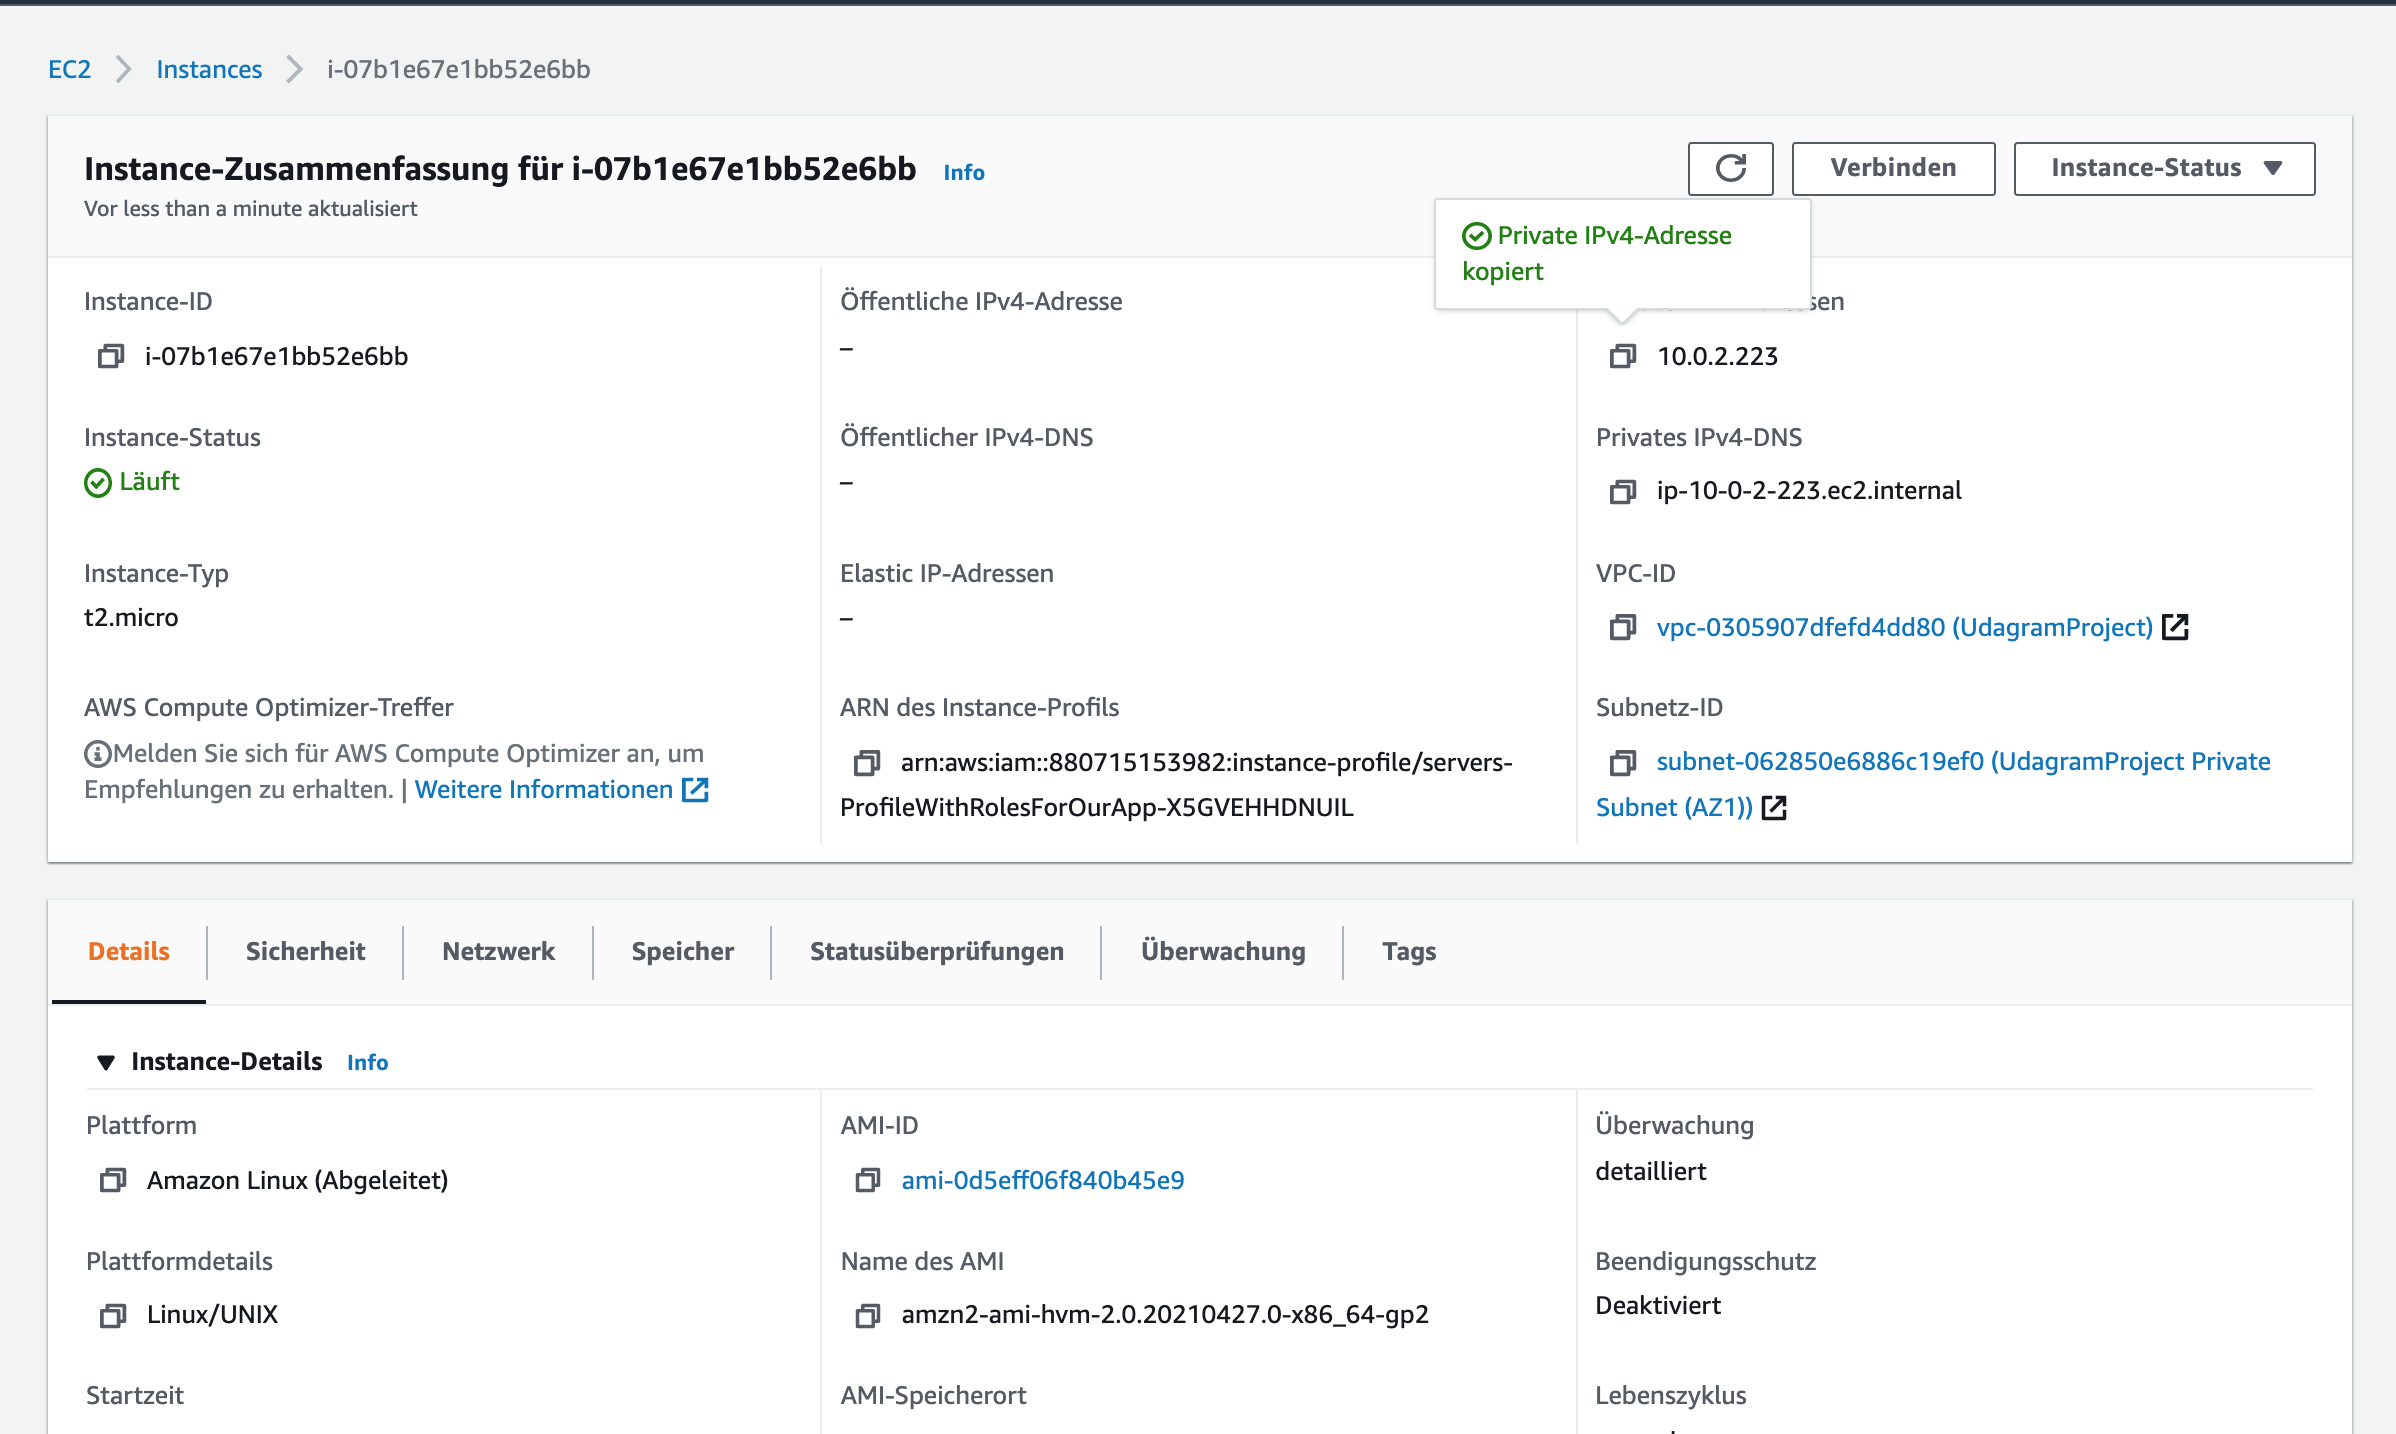 EC2 Instances i-07b1e67e1bb52e6bb
Instance-Zusammenfassung für i-07b1e67e1bb52e6bb Info
Vor less than a minute aktualisiert
Verbinden
Instance-Status
Private IPv4-Adresse
kopiert
Instance-ID
i-07b1e67e1bb52e6bb
Öffentliche IPv4-Adresse
–
10.0.2.223
Instance-Status
Läuft
Öffentlicher IPv4-DNS
–
Privates IPv4-DNS
ip-10-0-2-223.ec2.internal
Instance-Typ
t2.micro
Elastic IP-Adressen
–
VPC-ID
vpc-0305907dfefd4dd80 (UdagramProject)
AWS Compute Optimizer-Treffer
Melden Sie sich für AWS Compute Optimizer an, um
Empfehlungen zu erhalten. | Weitere Informationen
ARN des Instance-Profils
arn:aws:iam::880715153982:instance-profile/servers-
ProfileWithRolesForOurApp-X5GVEHHDNUIL
Subnetz-ID
subnet-062850e6886c19ef0 (UdagramProject Private
Subnet (AZ1))
Details Sicherheit Netzwerk Speicher Statusüberprüfungen Überwachung Tags
Instance-Details Info
Plattform
Amazon Linux (Abgeleitet)
AMI-ID
ami-0d5eff06f840b45e9
Überwachung
detailliert
Plattformdetails
Linux/UNIX
Name des AMI
amzn2-ami-hvm-2.0.20210427.0-x86_64-gp2
Beendigungsschutz
Deaktiviert
Startzeit
AMI-Speicherort
Lebenszyklus